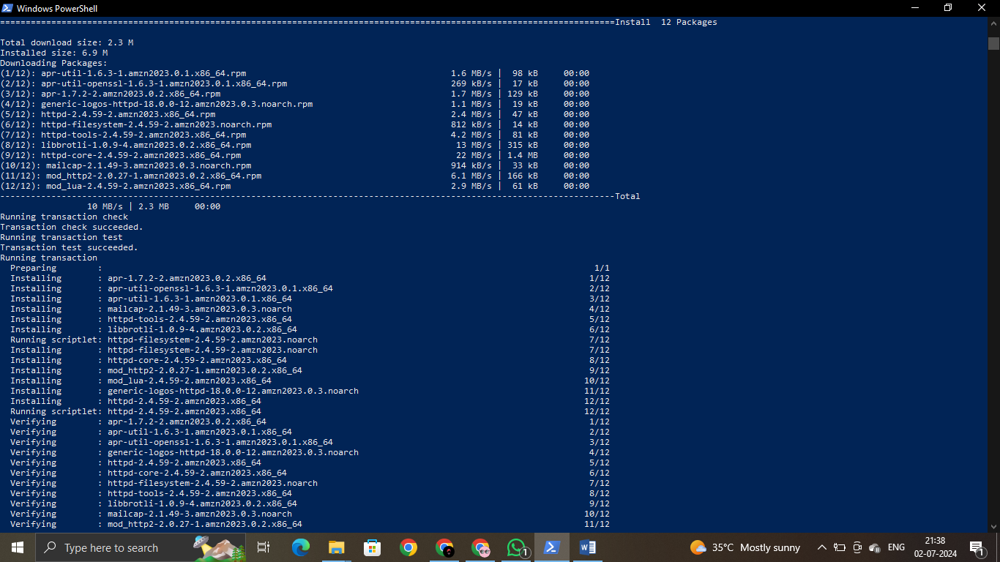 Windows PowerShell
================================================================================Install  12 Packages
Total download size: 2.3 M
Installed size: 6.9 M
Downloading Packages:
(1/12): apr-util-1.6.3-1.amzn2023.0.1.x86_64.rpm 1.6 MB/s | 98 kB 00:00
(2/12): apr-util-openssl-1.6.3-1.amzn2023.0.1.x86_64.rpm 269 kB/s | 17 kB 00:00
(3/12): apr-1.7.2-2.amzn2023.0.2.x86_64.rpm 1.7 MB/s | 129 kB 00:00
(4/12): generic-logos-httpd-18.0.0-12.amzn2023.0.3.noarch.rpm 1.1 MB/s | 19 kB 00:00
(5/12): httpd-2.4.59-2.amzn2023.x86_64.rpm 2.4 MB/s | 47 kB 00:00
(6/12): httpd-filesystem-2.4.59-2.amzn2023.noarch.rpm 812 kB/s | 14 kB 00:00
(7/12): httpd-tools-2.4.59-2.amzn2023.x86_64.rpm 4.2 MB/s | 81 kB 00:00
(8/12): libbrotli-1.0.9-4.amzn2023.0.2.x86_64.rpm 13 MB/s | 315 kB 00:00
(9/12): httpd-core-2.4.59-2.amzn2023.x86_64.rpm 22 MB/s | 1.4 MB 00:00
(10/12): mailcap-2.1.49-3.amzn2023.0.3.noarch.rpm 914 kB/s | 33 kB 00:00
(11/12): mod_http2-2.0.27-1.amzn2023.0.2.x86_64.rpm 6.1 MB/s | 166 kB 00:00
(12/12): mod_lua-2.4.59-2.amzn2023.x86_64.rpm 2.9 MB/s | 61 kB 00:00
--------------------------------------------------------------------------------Total
10 MB/s | 2.3 MB 00:00
Running transaction check
Transaction check succeeded.
Running transaction test
Transaction test succeeded.
Running transaction
Preparing : 1/1
Installing : apr-1.7.2-2.amzn2023.0.2.x86_64 1/12
Installing : apr-util-openssl-1.6.3-1.amzn2023.0.1.x86_64 2/12
Installing : apr-util-1.6.3-1.amzn2023.0.1.x86_64 3/12
Installing : mailcap-2.1.49-3.amzn2023.0.3.noarch 4/12
Installing : httpd-tools-2.4.59-2.amzn2023.x86_64 5/12
Installing : libbrotli-1.0.9-4.amzn2023.0.2.x86_64 6/12
Running scriptlet: httpd-filesystem-2.4.59-2.amzn2023.noarch 7/12
Installing : httpd-filesystem-2.4.59-2.amzn2023.noarch 7/12
Installing : httpd-core-2.4.59-2.amzn2023.x86_64 8/12
Installing : mod_http2-2.0.27-1.amzn2023.0.2.x86_64 9/12
Installing : mod_lua-2.4.59-2.amzn2023.x86_64 10/12
Installing : generic-logos-httpd-18.0.0-12.amzn2023.0.3.noarch 11/12
Installing : httpd-2.4.59-2.amzn2023.x86_64 12/12
Running scriptlet: httpd-2.4.59-2.amzn2023.x86_64 12/12
Verifying : apr-1.7.2-2.amzn2023.0.2.x86_64 1/12
Verifying : apr-util-1.6.3-1.amzn2023.0.1.x86_64 2/12
Verifying : apr-util-openssl-1.6.3-1.amzn2023.0.1.x86_64 3/12
Verifying : generic-logos-httpd-18.0.0-12.amzn2023.0.3.noarch 4/12
Verifying : httpd-2.4.59-2.amzn2023.x86_64 5/12
Verifying : httpd-core-2.4.59-2.amzn2023.x86_64 6/12
Verifying : httpd-filesystem-2.4.59-2.amzn2023.noarch 7/12
Verifying : httpd-tools-2.4.59-2.amzn2023.x86_64 8/12
Verifying : libbrotli-1.0.9-4.amzn2023.0.2.x86_64 9/12
Verifying : mailcap-2.1.49-3.amzn2023.0.3.noarch 10/12
Verifying : mod_http2-2.0.27-1.amzn2023.0.2.x86_64 11/12
Type here to search 1 35°C Mostly sunny ENG 21:38 1
02-07-2024